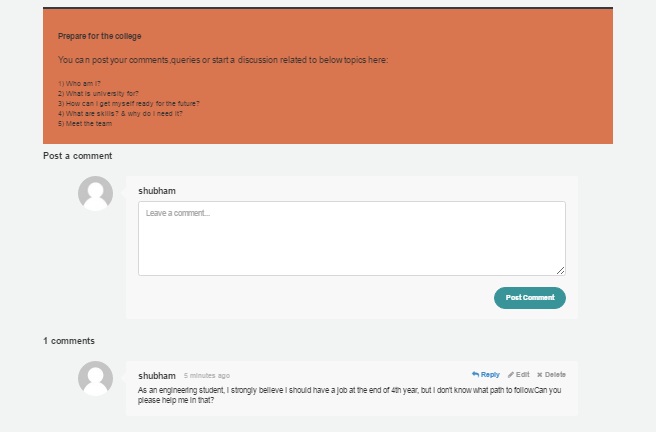 Prepare for the college
You can post your comments,queries or start a discussion related to below topics here:
1) Who am I?
2) What is university for?
3) How can I get myself ready for the future?
4) What are skills? & why do I need it?
5) Meet the team
Post a comment
shubham
Leave a comment...
Post Comment
1 comments
shubham 5 minutes ago Reply Edit Delete
As an engineering student, I strongly believe I should have a job at the end of 4th year, but I don't know what path to follow.Can you
please help me in that?